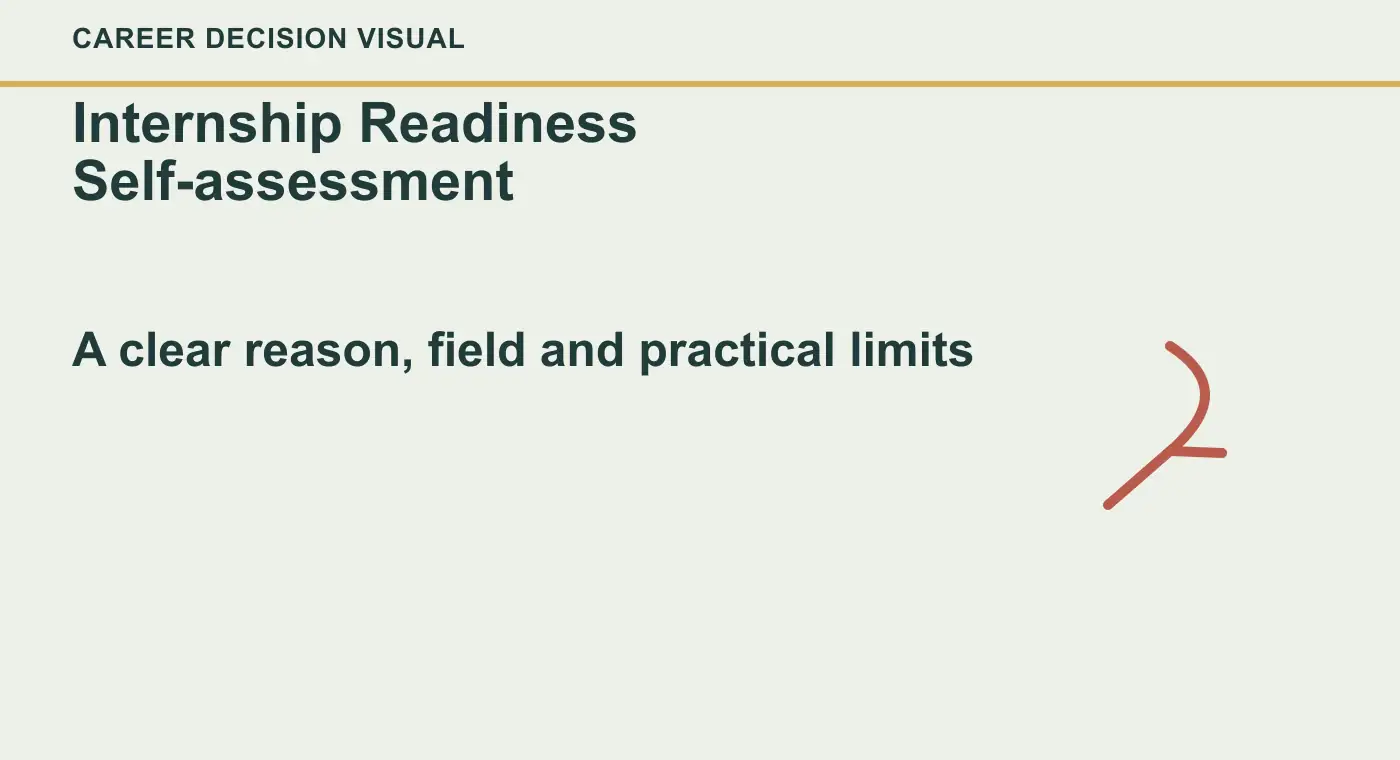 CAREER DECISION VISUAL
Internship Readiness
Self-assessment
A clear reason, field and practical limits